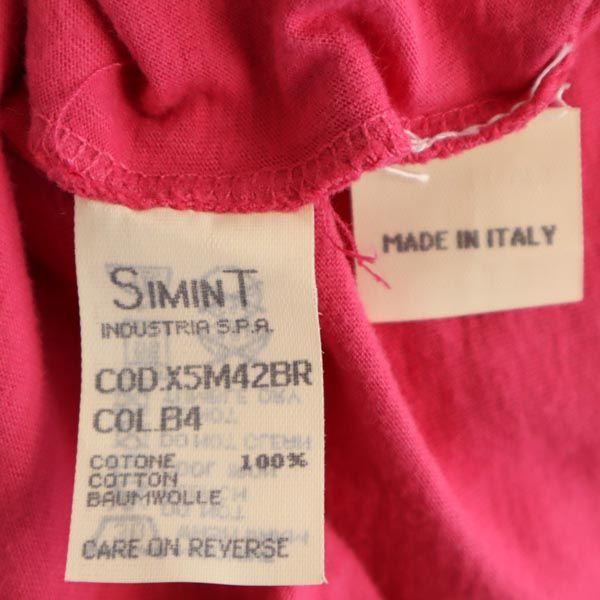 SIMINT
INDUSTRIA S.P.A.
COD.X5M42BR
COL.B4
COTONE 100%
COTTON
BAUMWOLLE
CARE ON REVERSE
MADE IN ITALY